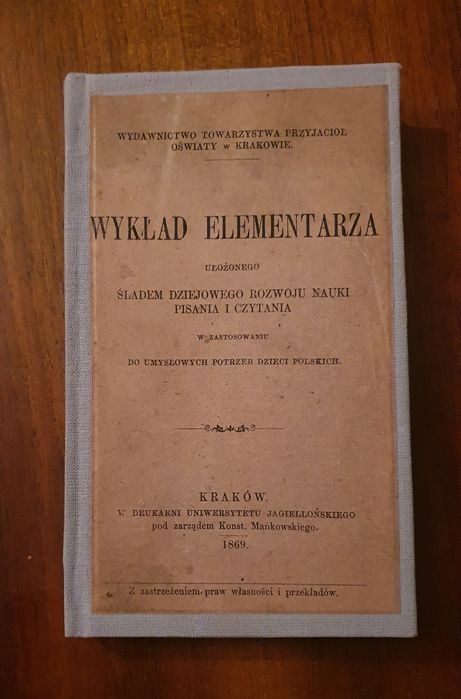 WYDAWNICTWO TOWARZYSTWA PRZYJACIOŁ
OŚWIATY w KRAKOWIE.
WYKŁAD ELEMENTARZA
UŁOŻONEGO
ŚLADEM DZIEJOWEGO ROZWOJU NAUKI
PISANIA I CZYTANIA
W ZASTOSOWANIU
DO UMYSŁOWYCH POTRZEB DZIECI POLSKICH.
KRAKÓW.
W DRUKARNI UNIWERSYTETU JAGIELLOŃSKIEGO
pod zarządem Konst. Mańkowskiego.
1869.
Z zastrzeżeniem praw własności i przekładów.